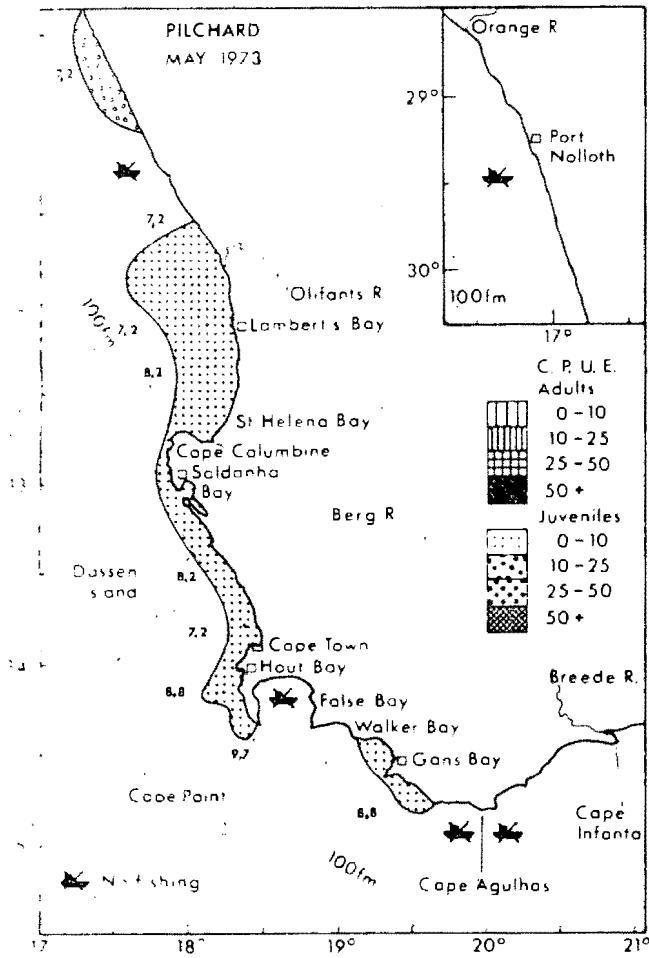 PILCHARD
MAY 1973
Orange R
29°
Port
Nolloth
30°
100fm
17°
7,2
7,2
Olifants R
100fm
7,2
Lambert's Bay
8,2
C. P. U. E.
Adults
0-10
10-25
25-50
50+
Juveniles
0-10
10-25
25-50
50+
St Helena Bay
Cape Columbine
Saldanha
Bay
Berg R
Dassen
8,2
7,2
Cape Town
Hout Bay
8,8
Breede R.
False Bay
Walker Bay
9,7
Gans Bay
Cape Point
8,8
Cape
Infanta
100fm
Cape Agulhas
17
18°
19°
20°
21°